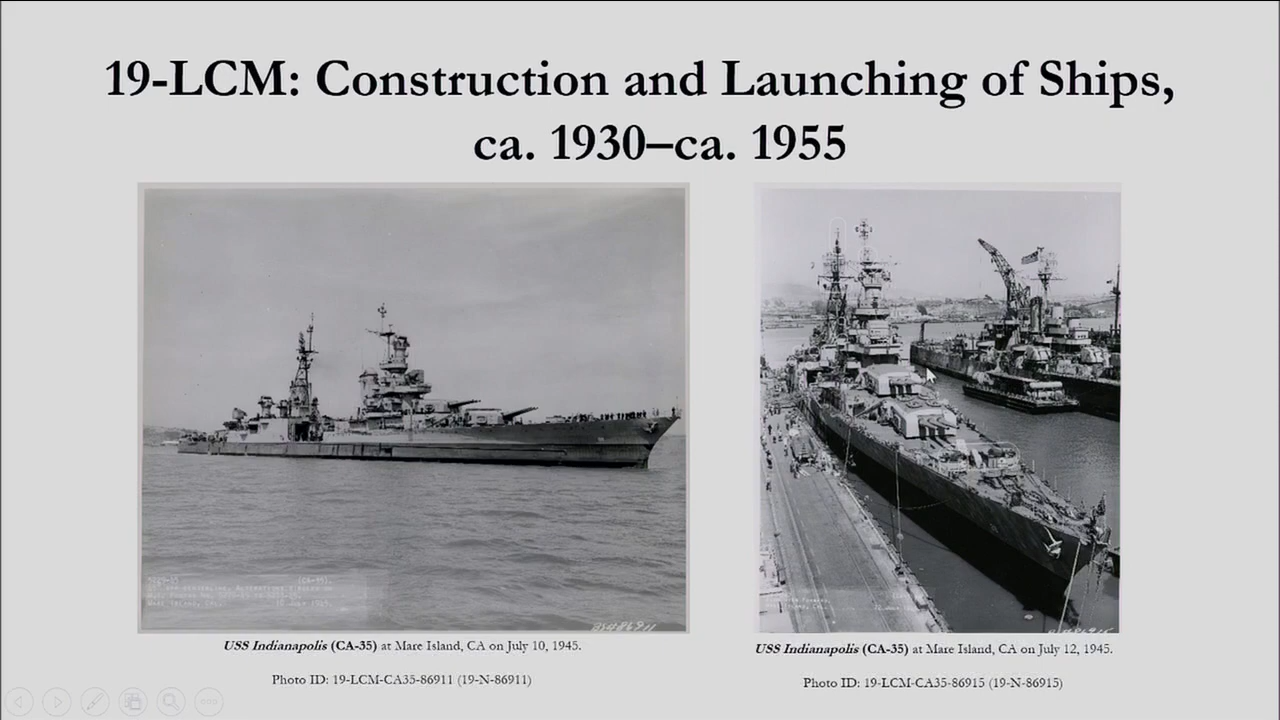 19-LCM: Construction and Launching of Ships,
ca. 1930–ca. 1955
USS Indianapolis (CA-35) at Mare Island, CA on July 10, 1945.
Photo ID: 19-LCM-CA35-86911 (19-N-86911)
USS Indianapolis (CA-35) at Mare Island, CA on July 12, 1945.
Photo ID: 19-LCM-CA35-86915 (19-N-86915)